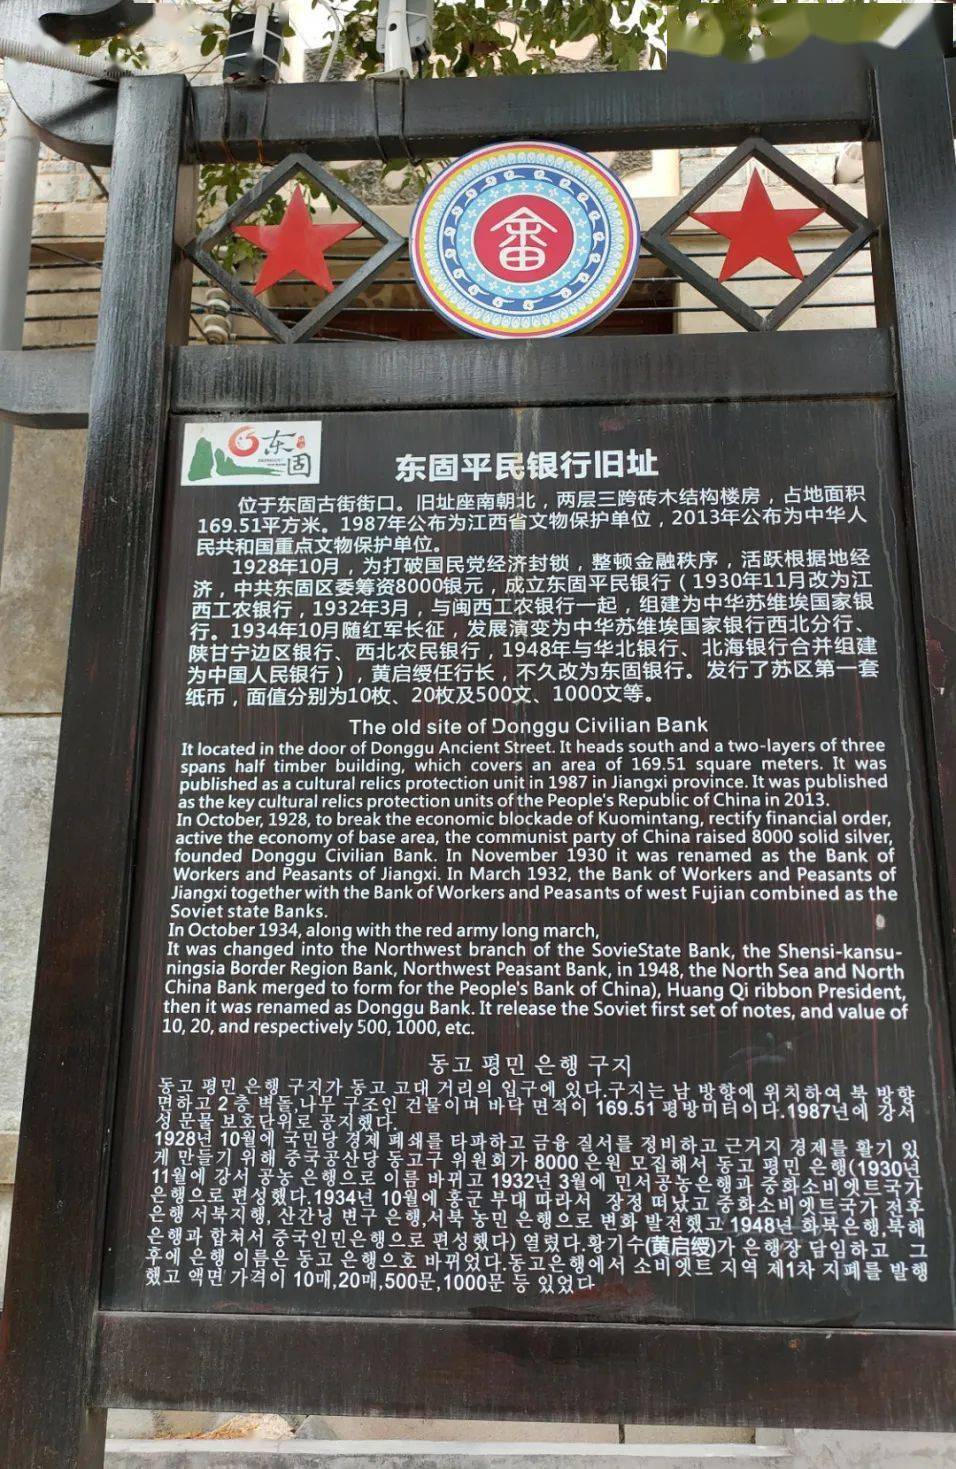 畲
东固
东固平民银行旧址
位于东固古街街口。旧址座南朝北，两层三跨砖木结构楼房，占地面积
169.51平方米。1987年公布为江西省文物保护单位，2013年公布为中华人
民共和国重点文物保护单位。
1928年10月，为打破国民党经济封锁，整顿金融秩序，活跃根据地经
济，中共东固区委筹资8000银元，成立东固平民银行（1930年11月改为江
西工农银行，1932年3月，与闽西工农银行一起，组建为中华苏维埃国家银
行。1934年10月随红军长征，发展演变为中华苏维埃国家银行西北分行、
陕甘宁边区银行、西北农民银行，1948年与华北银行、北海银行合并组建
为中国人民银行），黄启绶任行长，不久改为东固银行。发行了苏区第一套
纸币，面值分别为10枚、20枚及500文、1000文等。
The old site of Donggu Civilian Bank
It located in the door of Donggu Ancient Street. It heads south and a two-layers of three
spans half timber building, which covers an area of 169.51 square meters. It was
published as a cultural relics protection unit in 1987 in Jiangxi province. It was published
as the key cultural relics protection units of the People's Republic of China in 2013.
In October, 1928, to break the economic blockade of Kuomintang, rectify financial order,
active the economy of base area, the communist party of China raised 8000 solid silver,
founded Donggu Civilian Bank. In November 1930 it was renamed as the Bank of
Workers and Peasants of Jiangxi. In March 1932, the Bank of Workers and Peasants of
Jiangxi together with the Bank of Workers and Peasants of west Fujian combined as the
Soviet state Banks.
In October 1934, along with the red army long march,
It was changed into the Northwest branch of the SovieState Bank, the Shensi-kansu-
ningsia Border Region Bank, Northwest Peasant Bank, in 1948, the North Sea and North
China Bank merged to form for the People's Bank of China), Huang Qi ribbon President,
then it was renamed as Donggu Bank. It release the Soviet first set of notes, and value of
10, 20, and respectively 500, 1000, etc.
동고 평민 은행 구지
동고 평민 은행 구지가 동고 고대 거리의 입구에 있다.구지는 남 방향에 위치하여 북 방향
면하고 2 층 벽돌,나무 구조인 건물이며 바닥 면적이 169.51 평방미터이다.1987년에 강서
성 문물 보호단위로 공지했다.
1928년 10월에 국민당 경제 폐쇄를 타파하고 금융 질서를 정비하고 근거지 경제를 활기 있
게 만들기 위해 중국공산당 동고구 위원회가 8000 은원 모집해서 동고 평민 은행(1930년
11월에 강서 공농 은행으로 이름 바뀌고 1932년 3월에 민서공농은행과 중화소비엣트국가
은행으로 편성했다.1934년 10월에 홍군 부대 따라서 장정 떠났고 중화소비엣트국가 전후
은행 서북지행, 산간닝 변구 은행,서북 농민 은행으로 변화 발전했고 1948년 화북은행,북해
은행과 합쳐서 중국인민은행으로 편성했다) 열렸다.황기수(黄启绶)가 은행장 담임하고 그
후에 은행 이름은 동고 은행으호 바뀌었다.동고은행에서 소비엣트 지역 제1차 지폐를 발행
했고 액면 가격이 10매,20매,500문,1000문 등 있었다